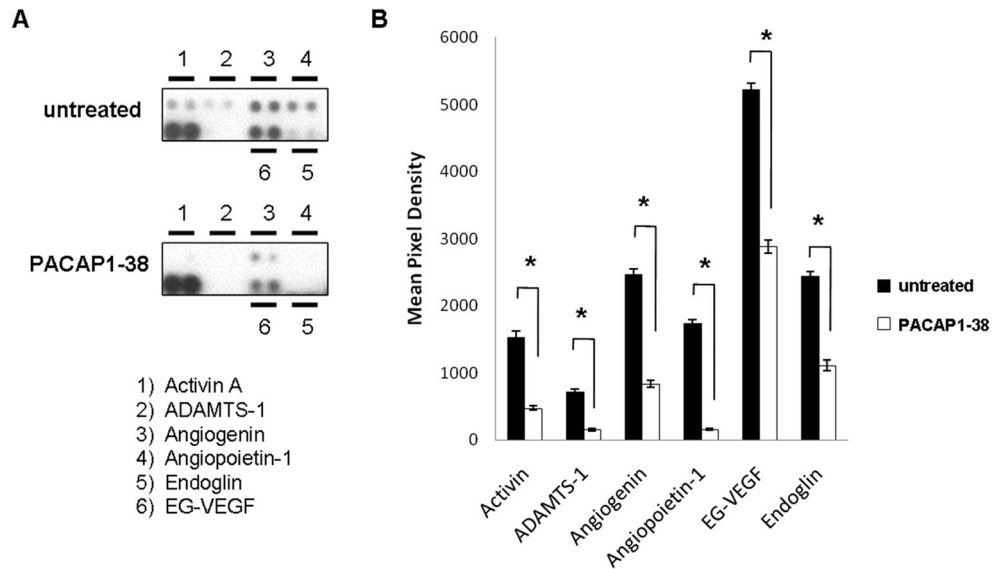 A
1 2 3 4
untreated
6 5
1 2 3 4
PACAP1-38
6 5
1) Activin A
2) ADAMTS-1
3) Angiogenin
4) Angiopoietin-1
5) Endoglin
6) EG-VEGF
B
Mean Pixel Density
6000
5000
4000
3000
2000
1000
0
* * * * * *
Activin
ADAMTS-1
Angiogenin
Angiopoietin-1
EG-VEGF
Endoglin
untreated
PACAP1-38